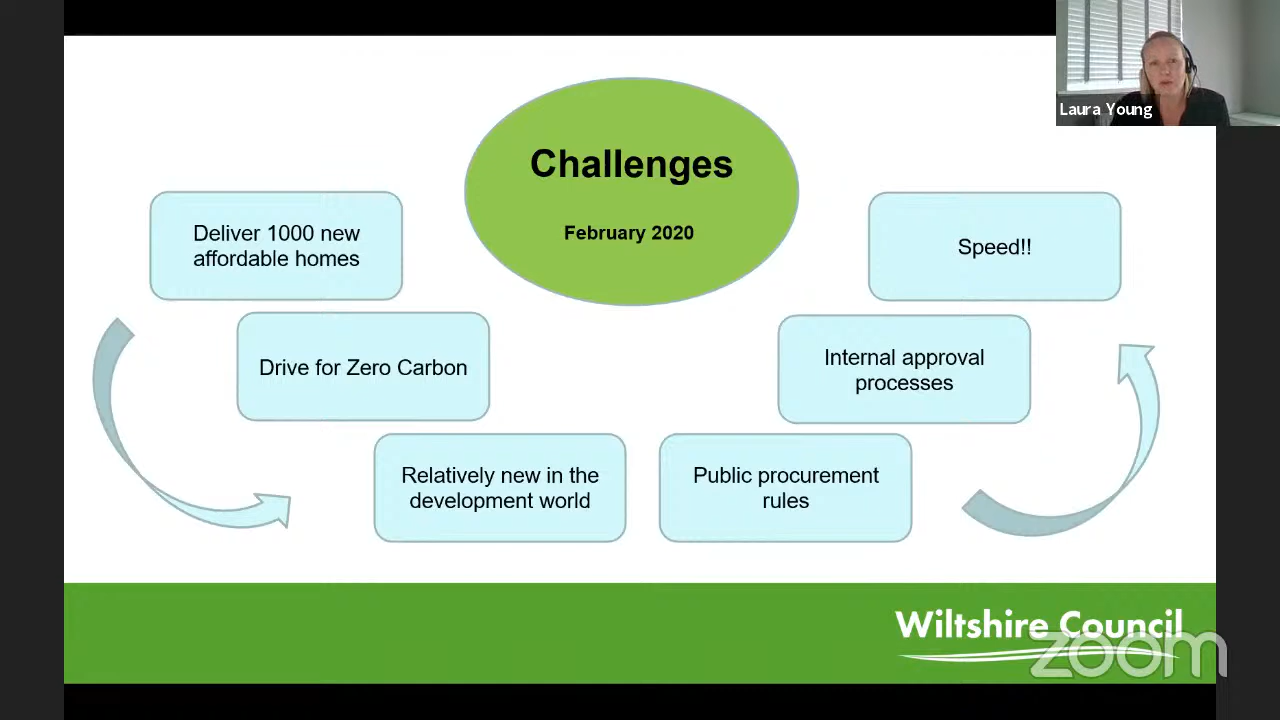 Laura Young
Challenges
February 2020
Deliver 1000 new
affordable homes
Drive for Zero Carbon
Relatively new in the
development world
Public procurement
rules
Internal approval
processes
Speed!!
Wiltshire Council
zoom